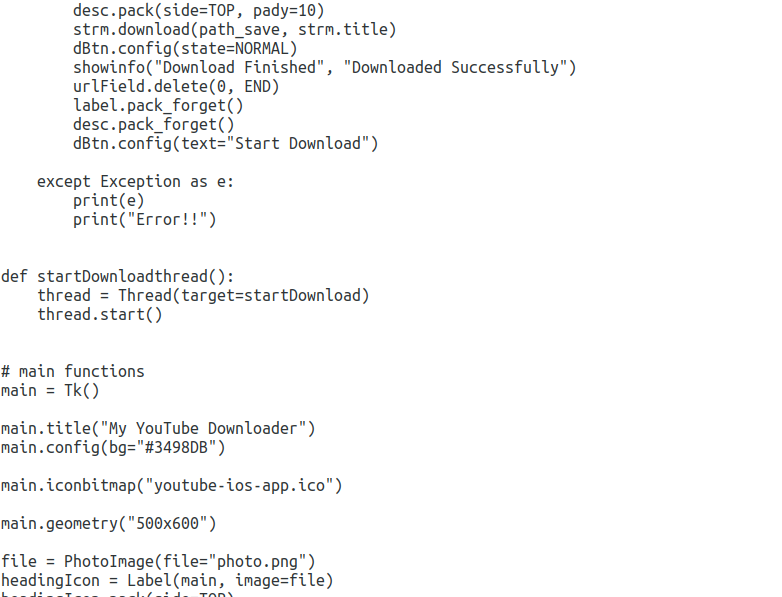 desc.pack(side=TOP, pady=10)
        strm.download(path_save, strm.title)
        dBtn.config(state=NORMAL)
        showinfo("Download Finished", "Downloaded Successfully")
        urlField.delete(0, END)
        label.pack_forget()
        desc.pack_forget()
        dBtn.config(text="Start Download")

    except Exception as e:
        print(e)
        print("Error!!")


def startDownloadthread():
    thread = Thread(target=startDownload)
    thread.start()


# main functions
main = Tk()

main.title("My YouTube Downloader")
main.config(bg="#3498DB")

main.iconbitmap("youtube-ios-app.ico")

main.geometry("500x600")

file = PhotoImage(file="photo.png")
headingIcon = Label(main, image=file)
headingIcon.pack(side=TOP)